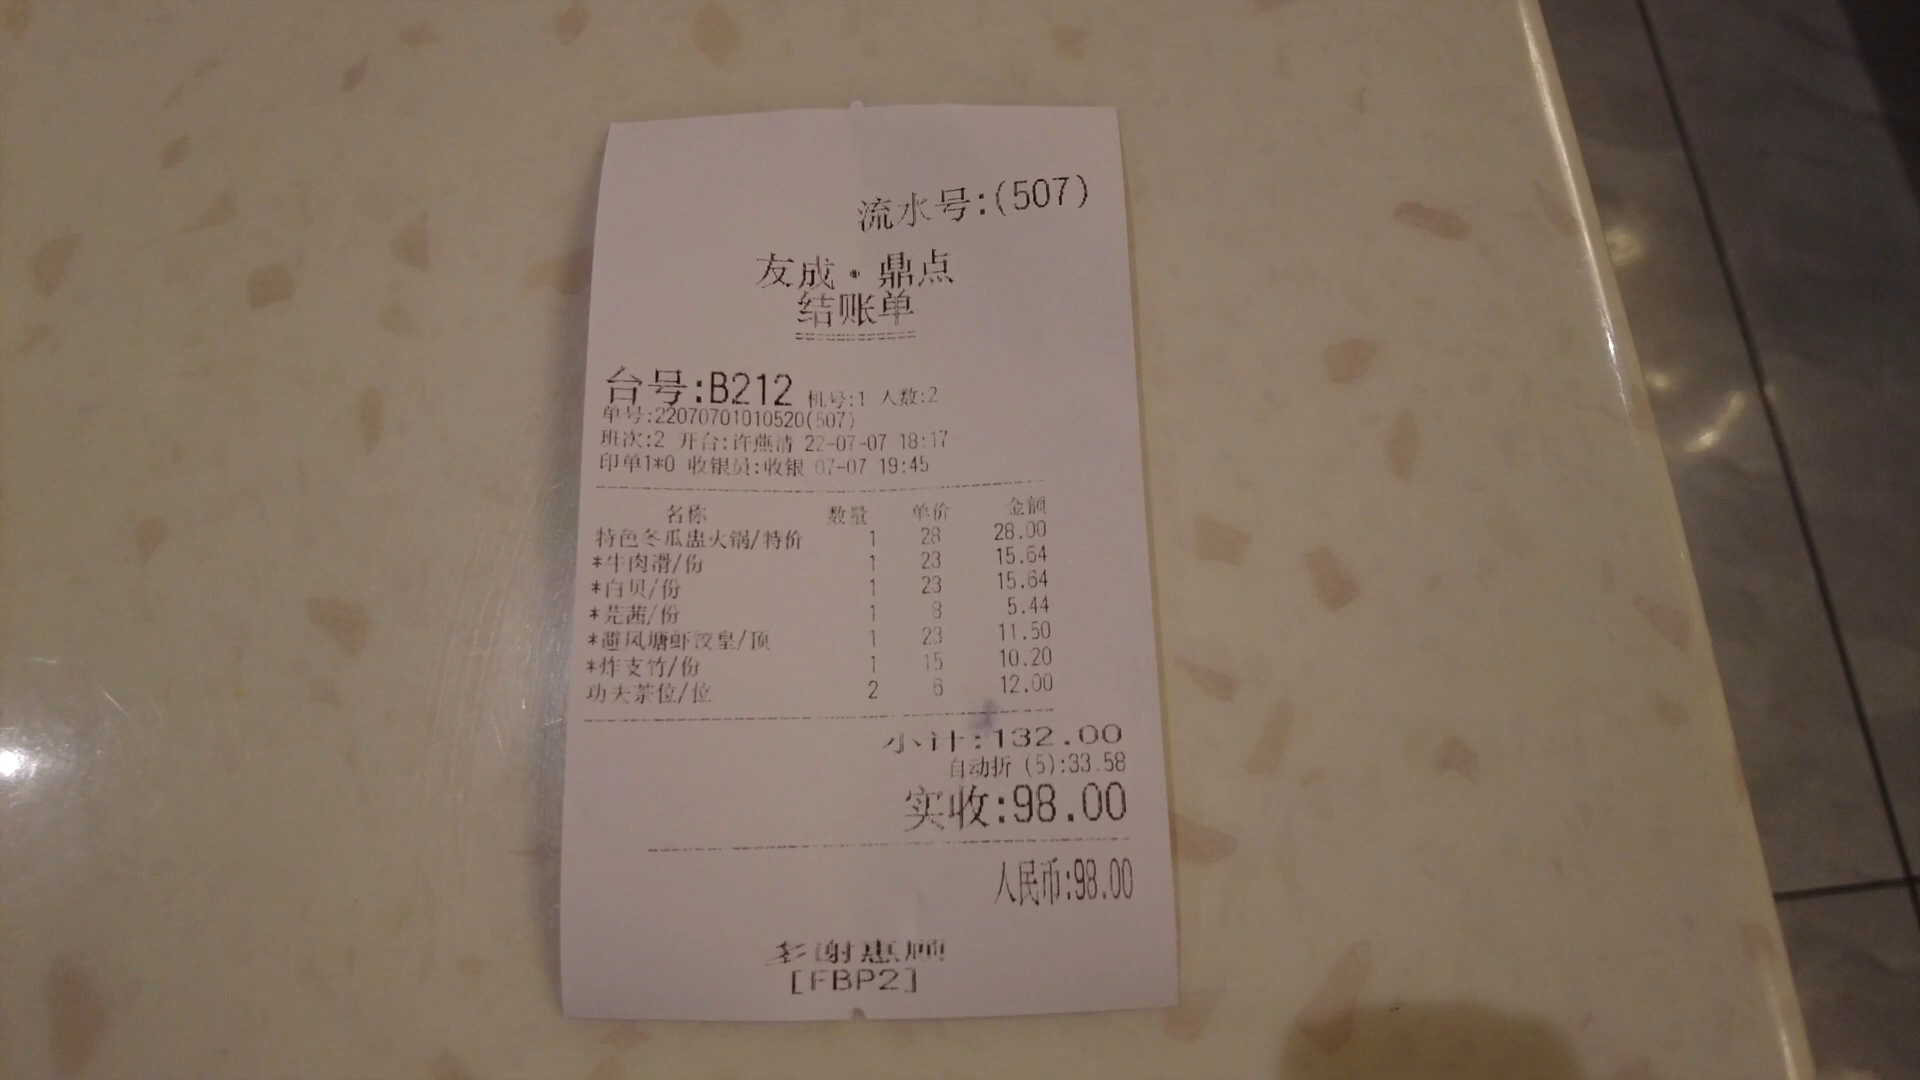 流水号:(507)
友成·鼎点
结账单
台号:B212 机号:1 人数:2
单号:22070701010520(507)
班次:2 开台:许燕清 22-07-07 18:17
印单1*0 收银员:收银 07-07 19:45
名称 数量 单价 金额
特色冬瓜盅火锅/特价 1 28 28.00
*牛肉滑/份 1 23 15.64
*白贝/份 1 23 15.64
*芫茜/份 1 8 5.44
*避风塘虾饺皇/顶 1 23 11.50
*炸支竹/份 1 15 10.20
功夫茶位/位 2 6 12.00
小计:132.00
自动折(5):33.58
实收:98.00
人民币:98.00
多谢惠顾
[FBP2]